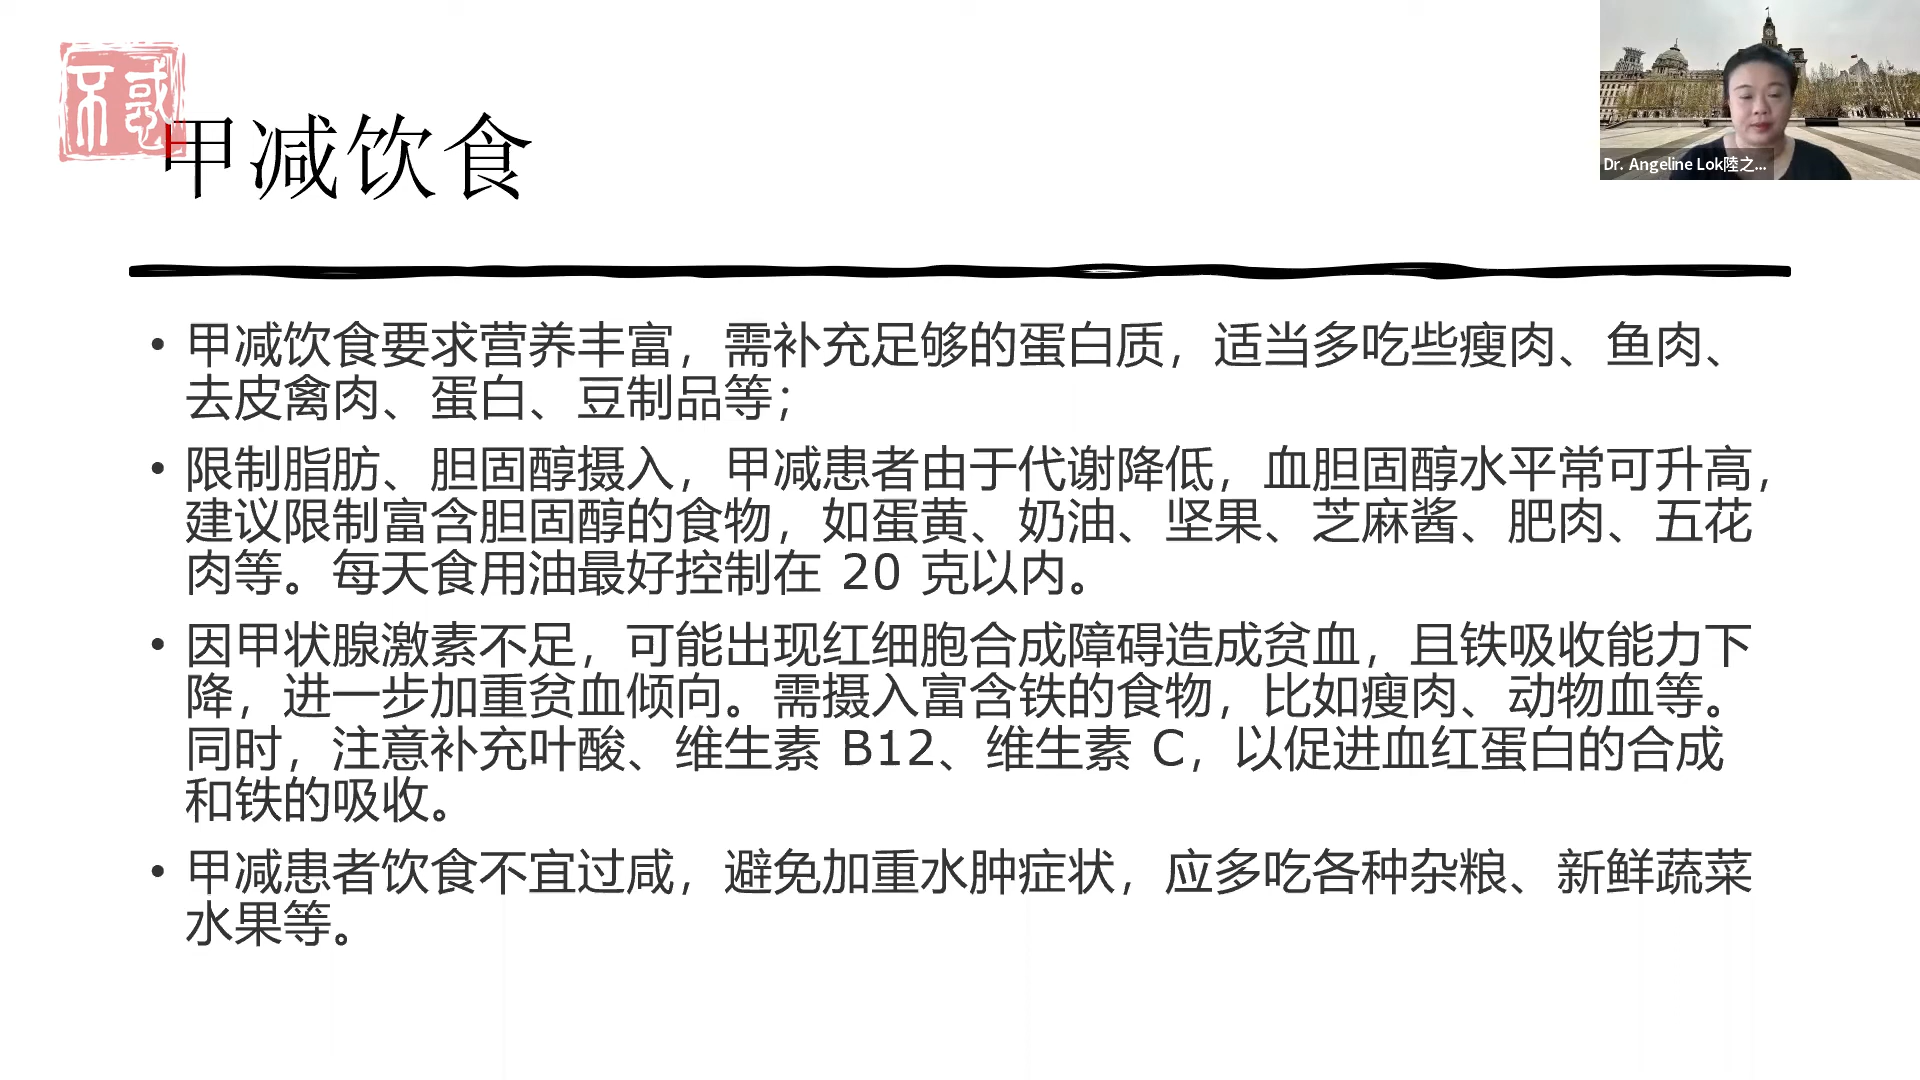 不惑
甲减饮食
Dr. Angeline Lok陸之...
• 甲减饮食要求营养丰富，需补充足够的蛋白质，适当多吃些瘦肉、鱼肉、
去皮禽肉、蛋白、豆制品等；
• 限制脂肪、胆固醇摄入，甲减患者由于代谢降低，血胆固醇水平常可升高，
建议限制富含胆固醇的食物，如蛋黄、奶油、坚果、芝麻酱、肥肉、五花
肉等。每天食用油最好控制在 20 克以内。
• 因甲状腺激素不足，可能出现红细胞合成障碍造成贫血，且铁吸收能力下
降，进一步加重贫血倾向。需摄入富含铁的食物，比如瘦肉、动物血等。
同时，注意补充叶酸、维生素 B12、维生素 C，以促进血红蛋白的合成
和铁的吸收。
• 甲减患者饮食不宜过咸，避免加重水肿症状，应多吃各种杂粮、新鲜蔬菜
水果等。